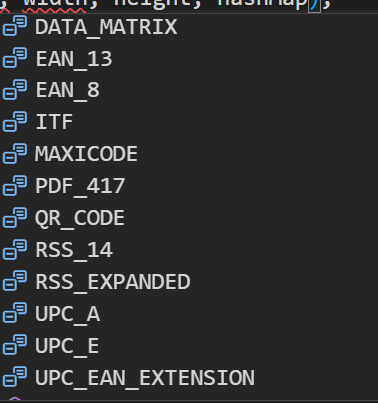 , width, height, hashMap);
DATA_MATRIX
EAN_13
EAN_8
ITF
MAXICODE
PDF_417
QR_CODE
RSS_14
RSS_EXPANDED
UPC_A
UPC_E
UPC_EAN_EXTENSION